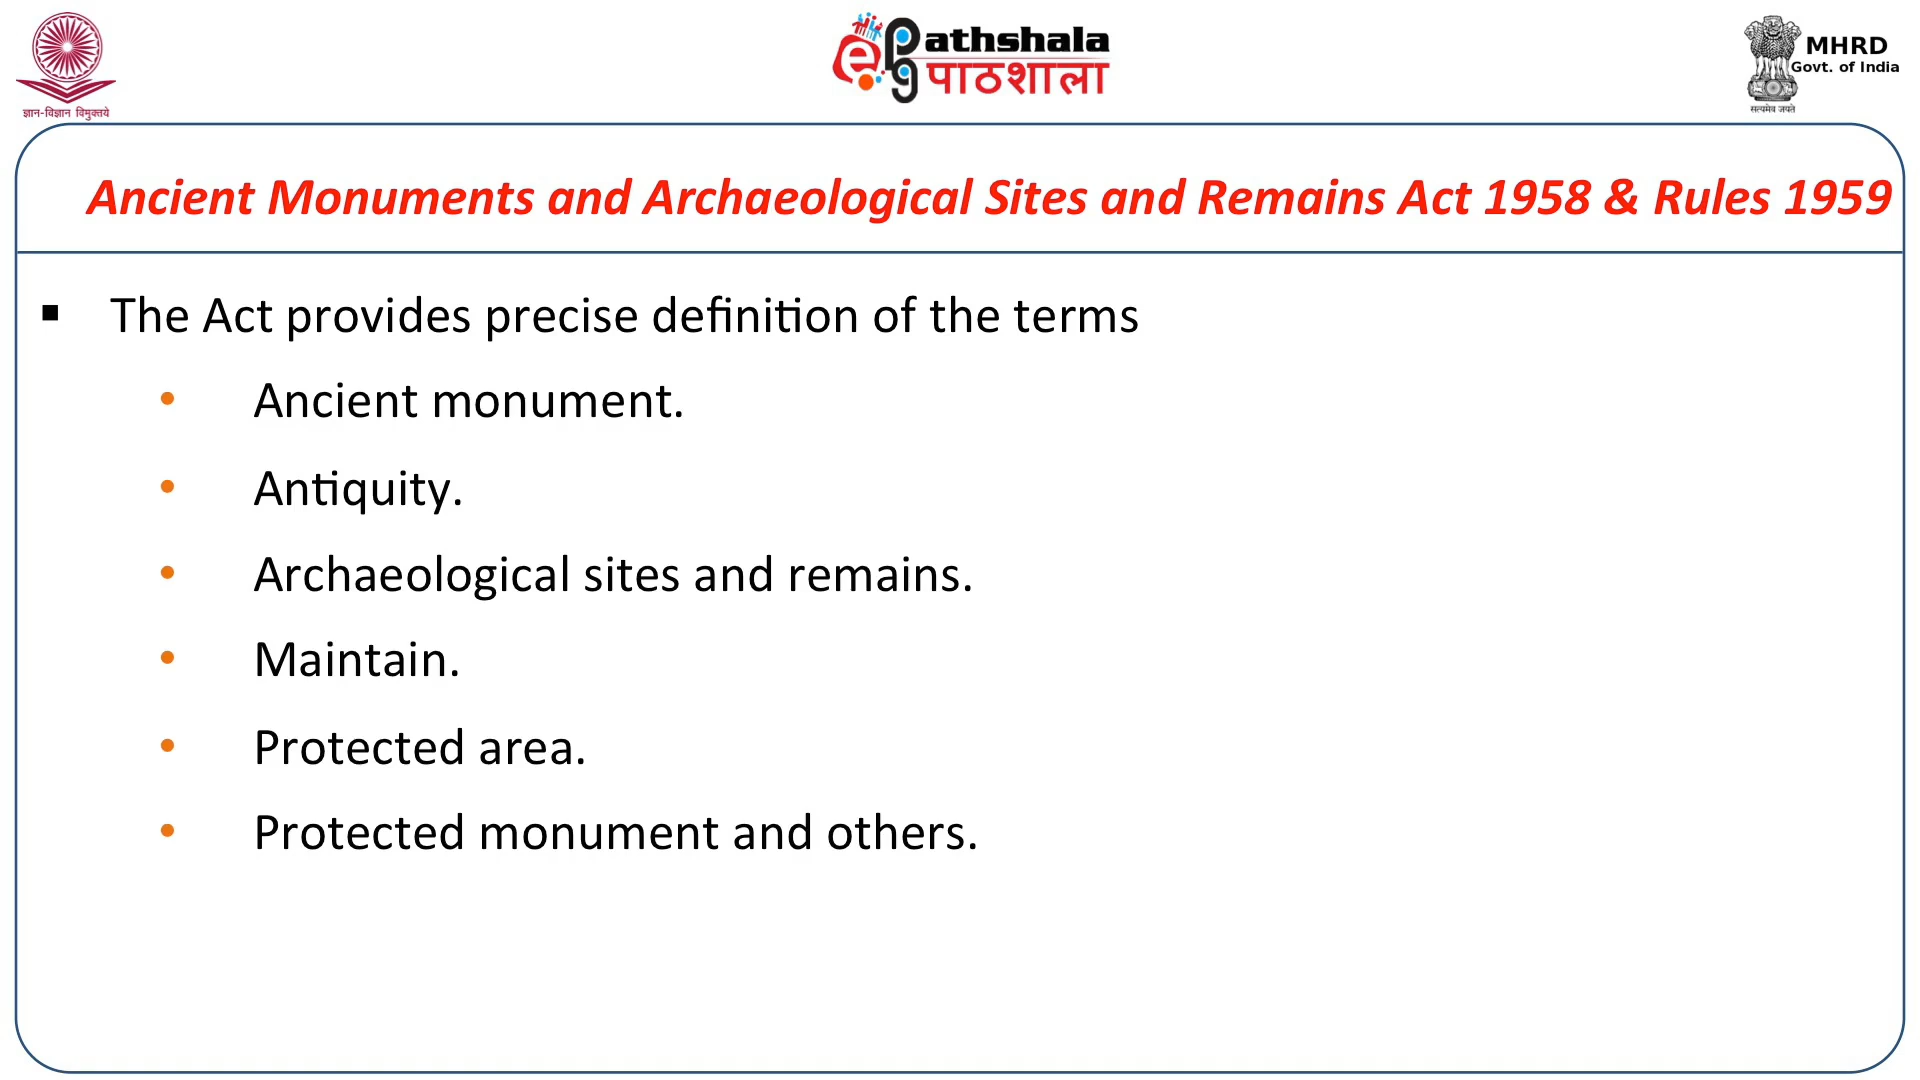 ज्ञान-विज्ञान विमुक्तये
e
pg
athshala
पाठशाला
MHRD
Govt. of India
सत्यमेव जयते
Ancient Monuments and Archaeological Sites and Remains Act 1958 & Rules 1959
▪ The Act provides precise definition of the terms
• Ancient monument.
• Antiquity.
• Archaeological sites and remains.
• Maintain.
• Protected area.
• Protected monument and others.